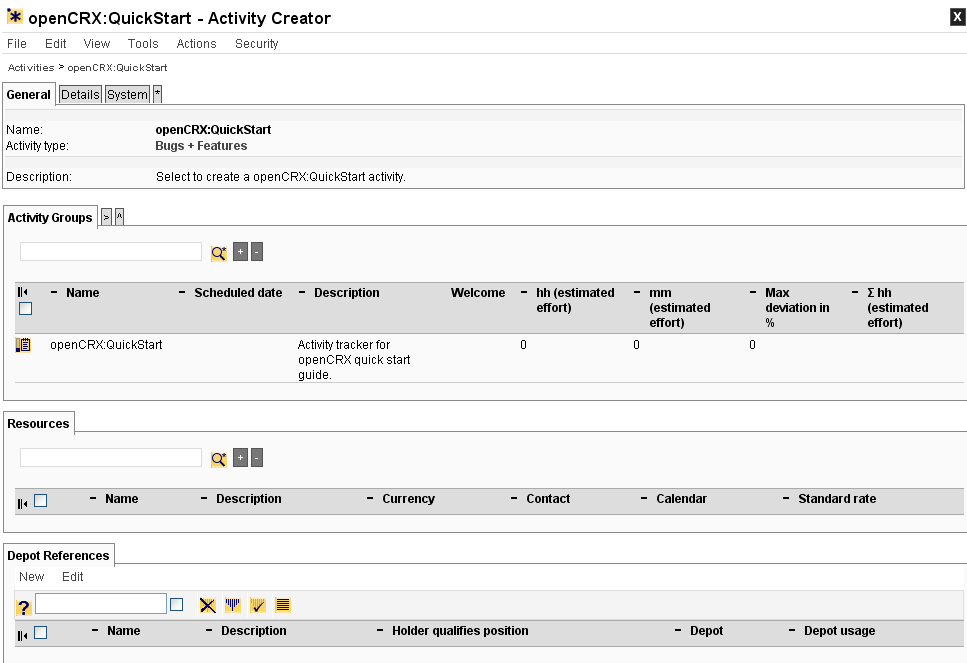 openCRX:QuickStart - Activity Creator X
File Edit View Tools Actions Security
Activities > openCRX:QuickStart
General Details System *
Name: openCRX:QuickStart
Activity type: Bugs + Features
Description: Select to create a openCRX:QuickStart activity.
Activity Groups > ^
+ -
– Name – Scheduled date – Description Welcome – hh (estimated – mm – Max – Σ hh
effort) (estimated deviation in (estimated
effort) % effort)
openCRX:QuickStart Activity tracker for 0 0 0
openCRX quick start
guide.
Resources
+ -
– Name – Description – Currency – Contact – Calendar – Standard rate
Depot References
New Edit
?
– Name – Description – Holder qualifies position – Depot – Depot usage